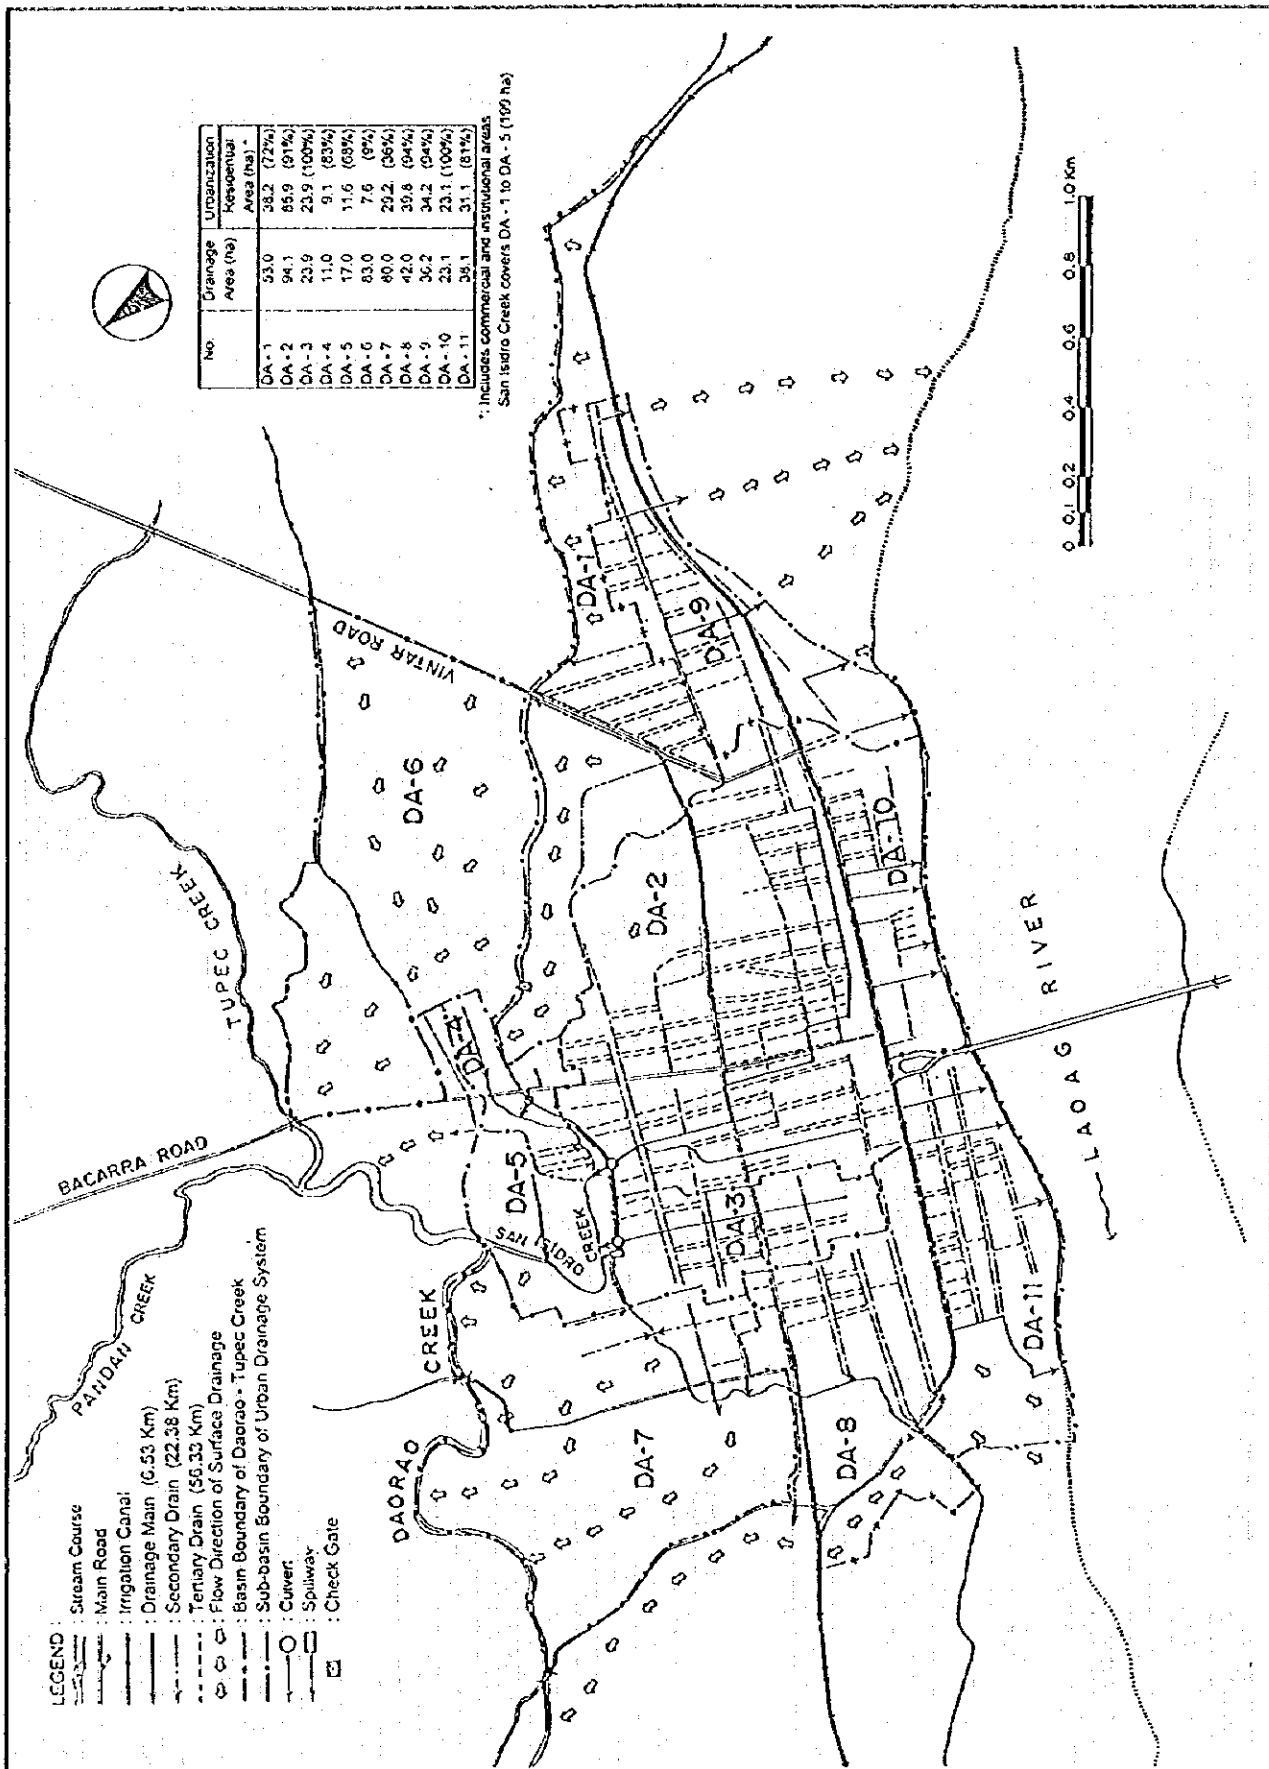 No. Drainage Area (ha) Urbanization Residential Area (ha) *
DA - 1 53.0 38.2 (72%)
DA - 2 94.1 85.9 (91%)
DA - 3 23.9 23.9 (100%)
DA - 4 11.0 9.1 (83%)
DA - 5 17.0 11.6 (68%)
DA - 6 83.0 7.6 (9%)
DA - 7 80.0 29.2 (36%)
DA - 8 42.0 39.8 (94%)
DA - 9 36.2 34.2 (94%)
DA - 10 23.1 23.1 (100%)
DA - 11 38.1 31.1 (81%)
*: Includes commercial and institutional areas
San Isidro Creek covers DA - 1 to DA - 5 (199 ha)
LEGEND :
: Stream Course
: Main Road
: Irrigation Canal
: Drainage Main (6.53 Km)
: Secondary Drain (22.38 Km)
: Tertiary Drain (56.33 Km)
: Flow Direction of Surface Drainage
: Basin Boundary of Daorao - Tupec Creek
: Sub-basin Boundary of Urban Drainage System
: Culvert
: Spillway
: Check Gate
PANDAN CREEK
BACARRA ROAD
TUPEC CREEK
VINTAR ROAD
DAORAO CREEK
SAN ISIDRO CREEK
DA-1
DA-2
DA-3
DA-4
DA-5
DA-6
DA-7
DA-8
DA-9
DA-10
DA-11
LAOAG RIVER
0 0.1 0.2 0.4 0.6 0.8 1.0 Km